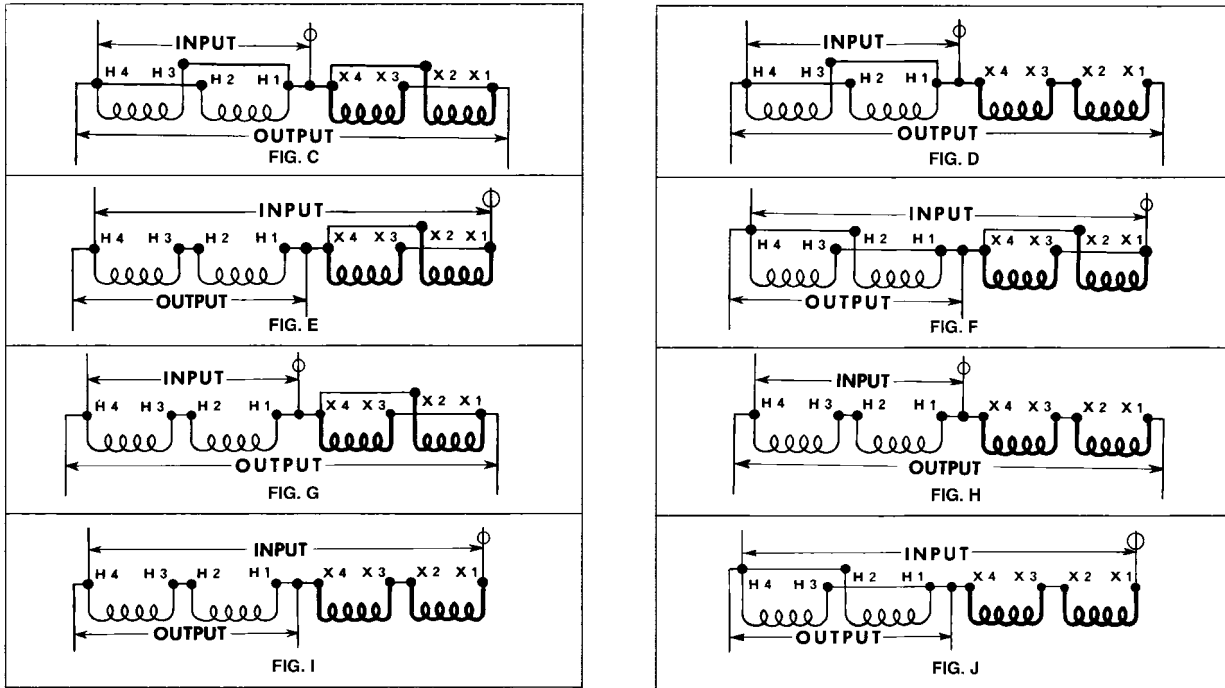 INPUT
H4 H3 H2 H1 X4 X3 X2 X1
OUTPUT
FIG. C
INPUT
H4 H3 H2 H1 X4 X3 X2 X1
OUTPUT
FIG. D
INPUT
H4 H3 H2 H1 X4 X3 X2 X1
OUTPUT
FIG. E
INPUT
H4 H3 H2 H1 X4 X3 X2 X1
OUTPUT
FIG. F
INPUT
H4 H3 H2 H1 X4 X3 X2 X1
OUTPUT
FIG. G
INPUT
H4 H3 H2 H1 X4 X3 X2 X1
OUTPUT
FIG. H
INPUT
H4 H3 H2 H1 X4 X3 X2 X1
OUTPUT
FIG. I
INPUT
H4 H3 H2 H1 X4 X3 X2 X1
OUTPUT
FIG. J